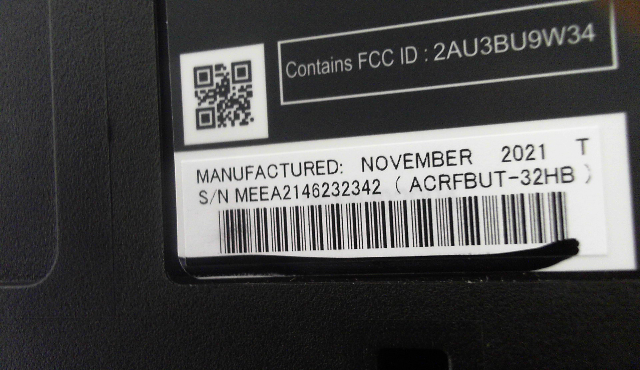 Contains FCC ID : 2AU3BU9W34
MANUFACTURED: NOVEMBER 2021 T
S/N MEEA2146232342 ( ACRFBUT-32HB )